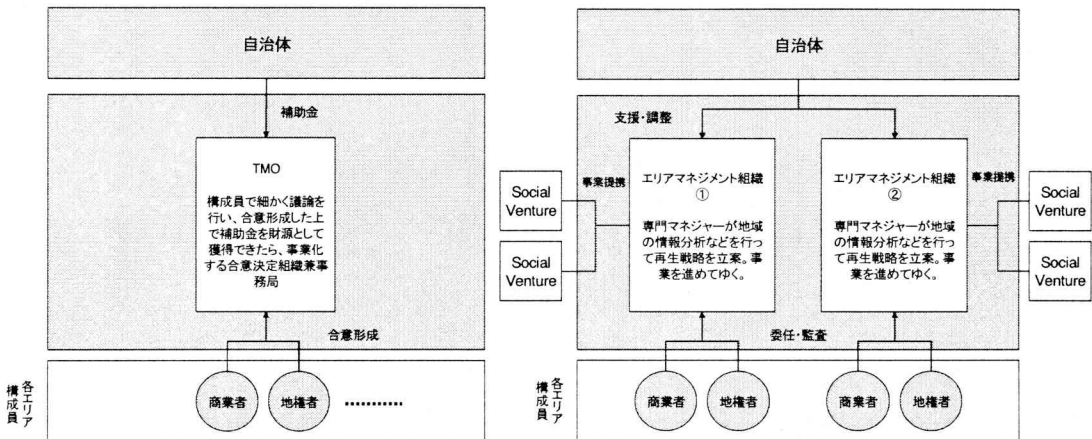 自治体
補助金
TMO
構成員で細かく議論を
行い、合意形成した上
で補助金を財源として
獲得できたら、事業化
する合意決定組織兼事
務局
合意形成
各エリア
構成員
商業者
地権者
…………
自治体
支援・調整
Social
Venture
Social
Venture
事業提携
エリアマネジメント組織
①
専門マネジャーが地域
の情報分析などを行っ
て再生戦略を立案。事
業を進めてゆく。
エリアマネジメント組織
②
専門マネジャーが地域
の情報分析などを行っ
て再生戦略を立案。事
業を進めてゆく。
事業提携
Social
Venture
Social
Venture
委任・監査
各エリア
構成員
商業者
地権者
商業者
地権者